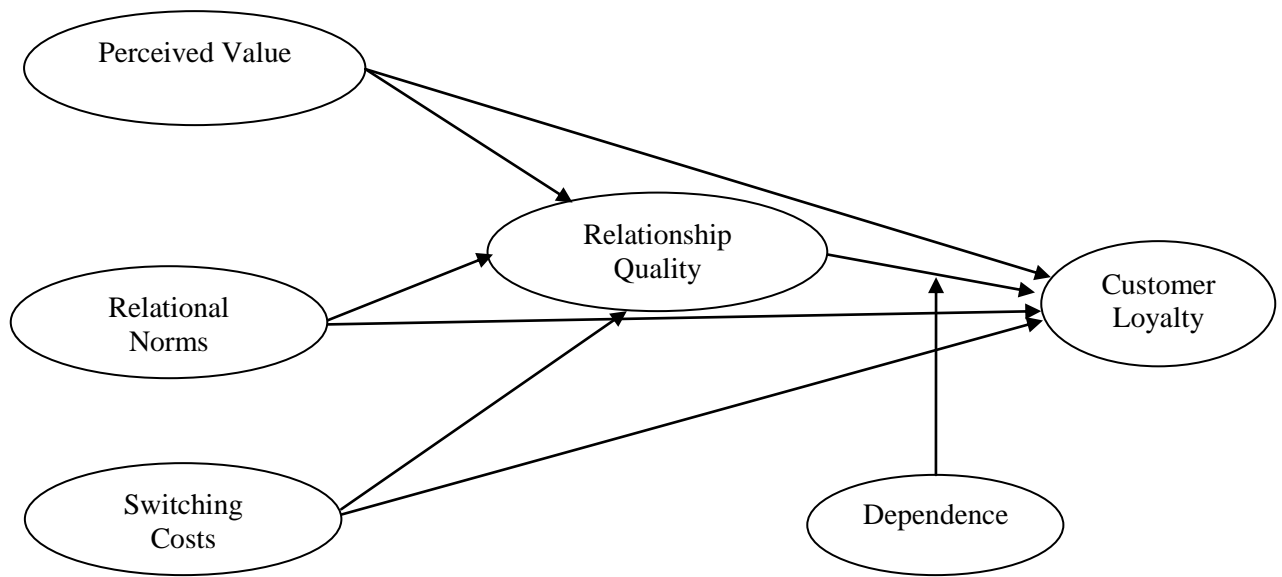 Perceived Value
Relationship
Quality
Customer
Loyalty
Relational
Norms
Switching
Costs
Dependence